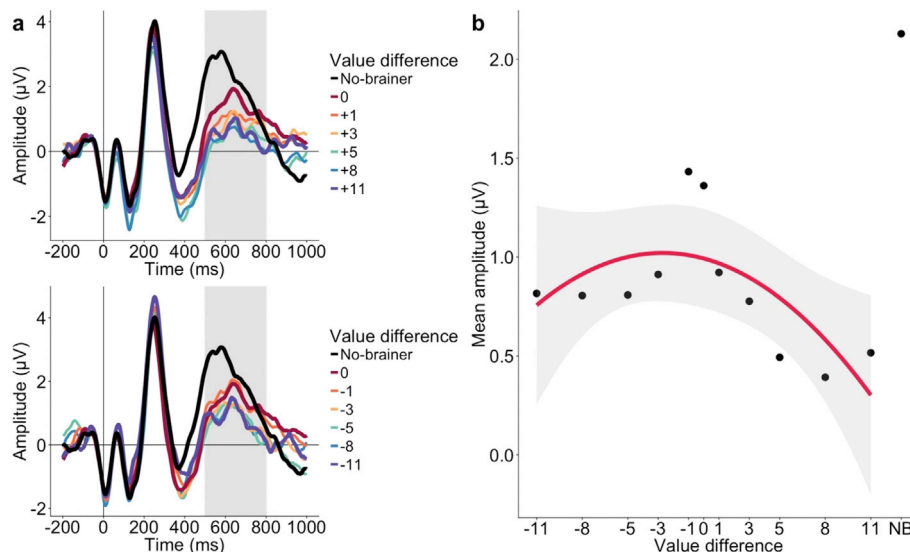 a
Amplitude (µV)
4
2
0
-2
-200 0 200 400 600 800 1000
Time (ms)
Value difference
No-brainer
0
+1
+3
+5
+8
+11
Amplitude (µV)
4
2
0
-2
-200 0 200 400 600 800 1000
Time (ms)
Value difference
No-brainer
0
-1
-3
-5
-8
-11
b
Mean amplitude (µV)
2.0
1.5
1.0
0.5
0.0
-11 -8 -5 -3 -1 0 1 3 5 8 11 NB
Value difference